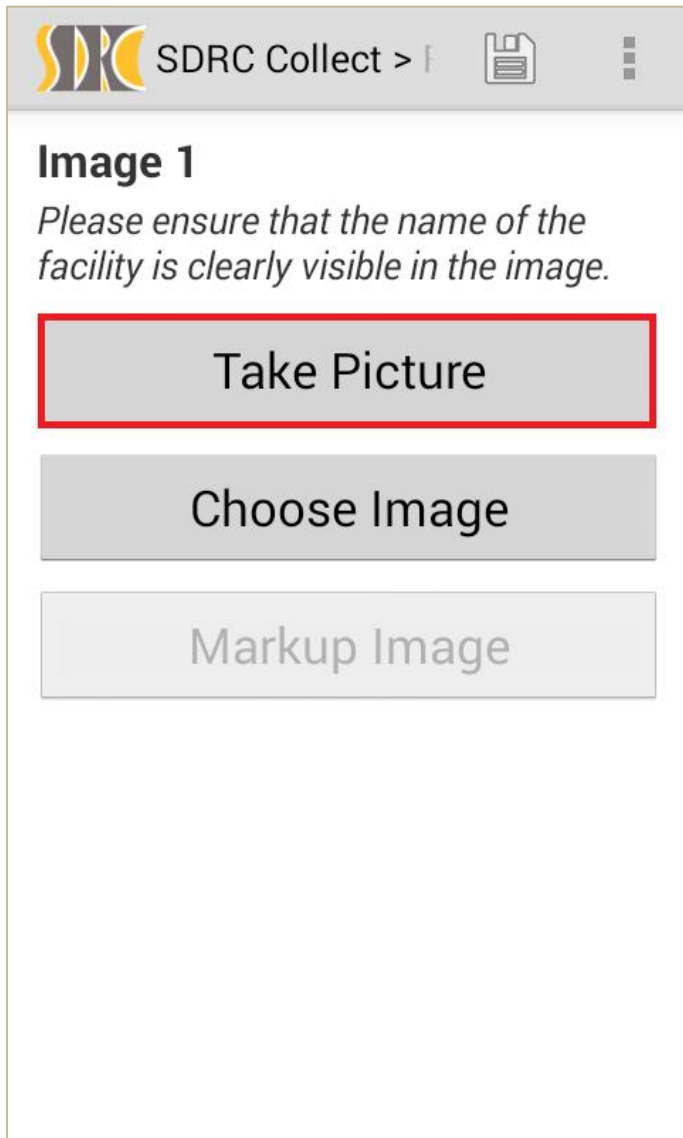 SDRC SDRC Collect >
Image 1
Please ensure that the name of the
facility is clearly visible in the image.
Take Picture
Choose Image
Markup Image